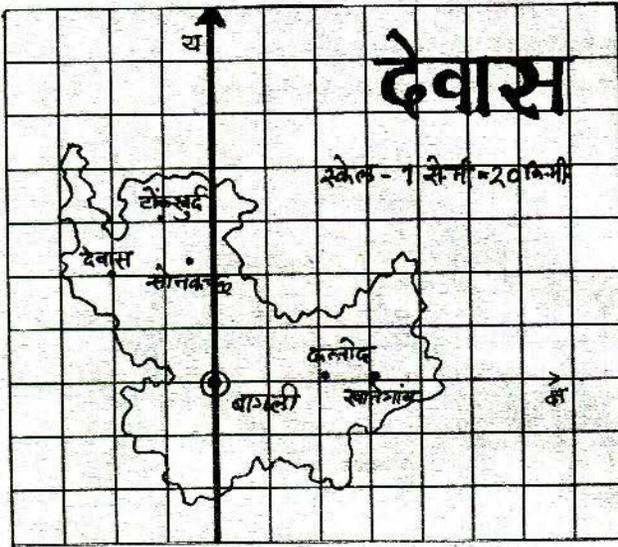 य
देवास
स्केल - 1 से.मी = 20 कि.मी.
टोंकखुर्द
देवास
सोनकच्छ
कन्नोद
बागली
खातेगांव
क्ष